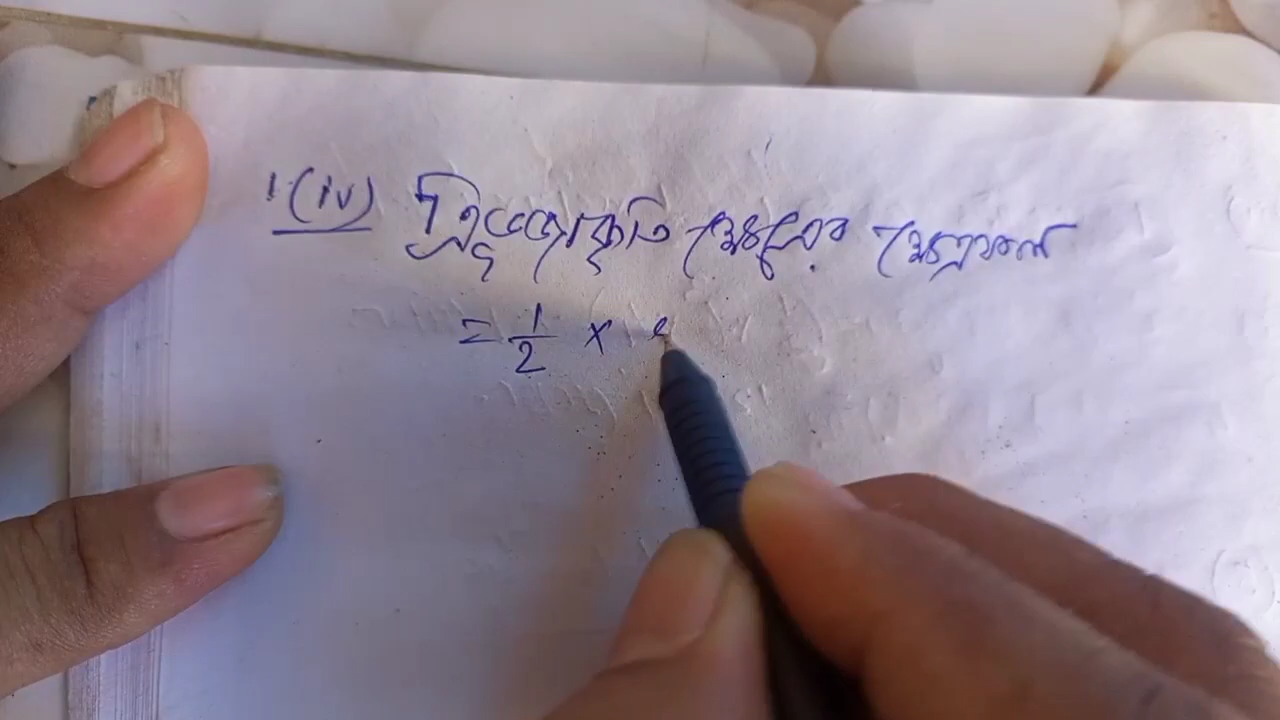 1.(iv) ত্রিভুজাকৃতি ক্ষেত্রের ক্ষেত্রফল
= 1/2 ×